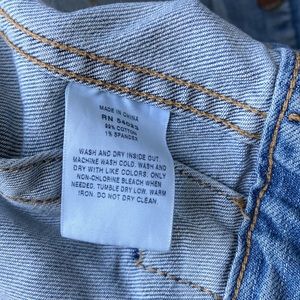 MADE IN CHINA
RN 54023
99% COTTON
1% SPANDEX
WASH AND DRY INSIDE OUT.
MACHINE WASH COLD. WASH AND
DRY WITH LIKE COLORS. ONLY
NON-CHLORINE BLEACH WHEN
NEEDED. TUMBLE DRY LOW. WARM
IRON. DO NOT DRY CLEAN.